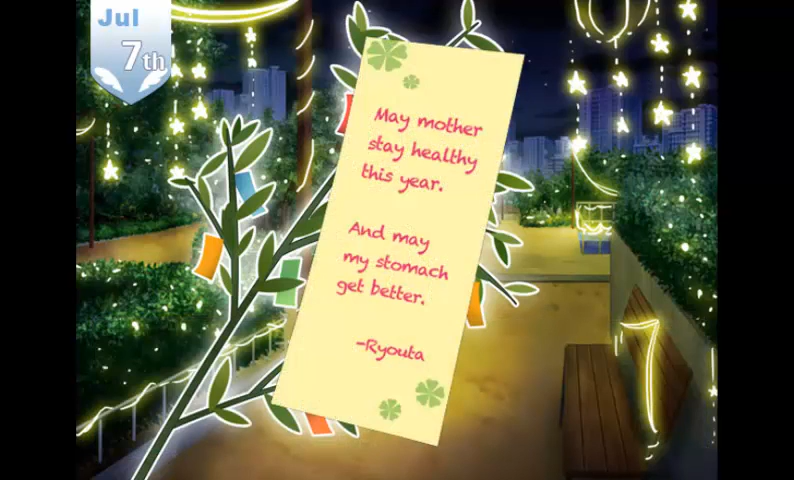 Jul
7th
May mother
stay healthy
this year.
And may
my stomach
get better.
-Ryouta